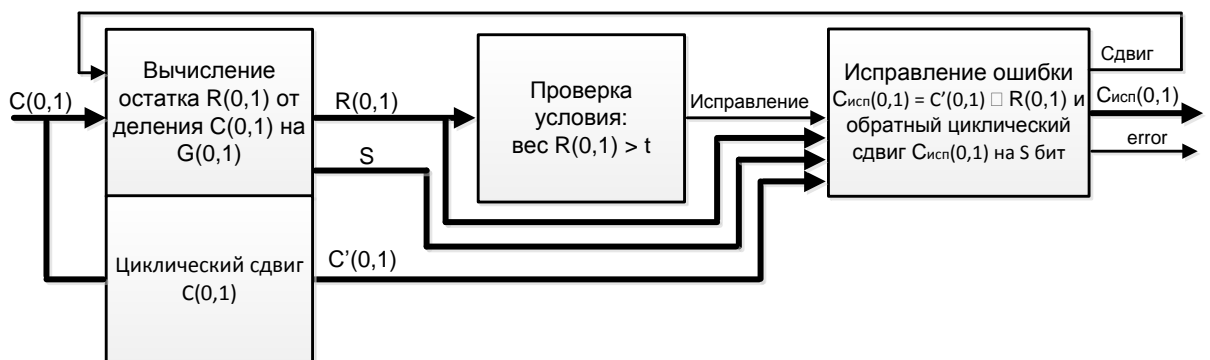 C(0,1)
Вычисление
остатка R(0,1) от
деления C(0,1) на
G(0,1)
Циклический сдвиг
C(0,1)
R(0,1)
S
C’(0,1)
Проверка
условия:
вес R(0,1) > t
Исправление
Исправление ошибки
Cисп(0,1) = C’(0,1) □ R(0,1) и
обратный циклический
сдвиг Cисп(0,1) на S бит
Сдвиг
Cисп(0,1)
error